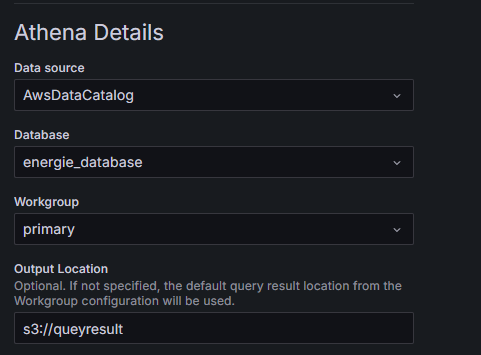 Athena Details
Data source
AwsDataCatalog
Database
energie_database
Workgroup
primary
Output Location
Optional. If not specified, the default query result location from the
Workgroup configuration will be used.
s3://queyresult